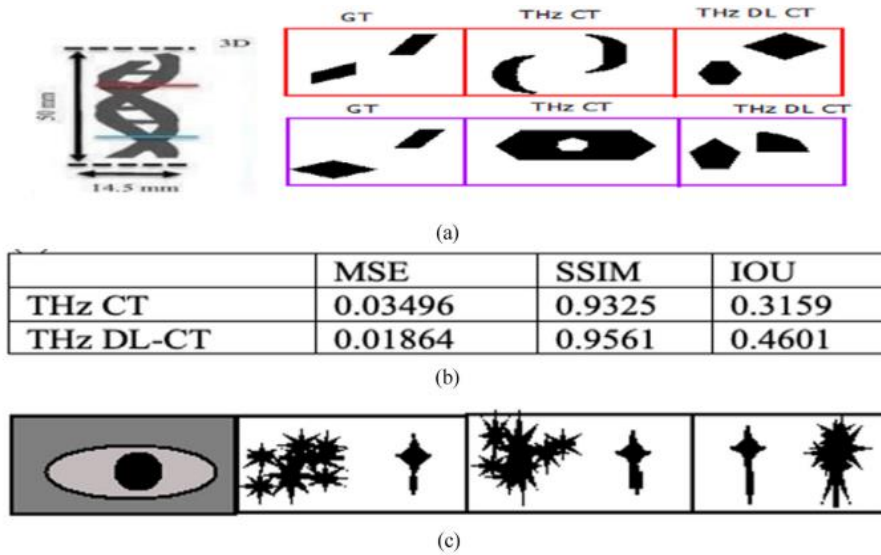 3D
50 mm
14.5 mm
GT THz CT THz DL CT
GT THz CT THz DL CT
(a)
MSE SSIM IOU
THz CT 0.03496 0.9325 0.3159
THz DL-CT 0.01864 0.9561 0.4601
(b)
(c)